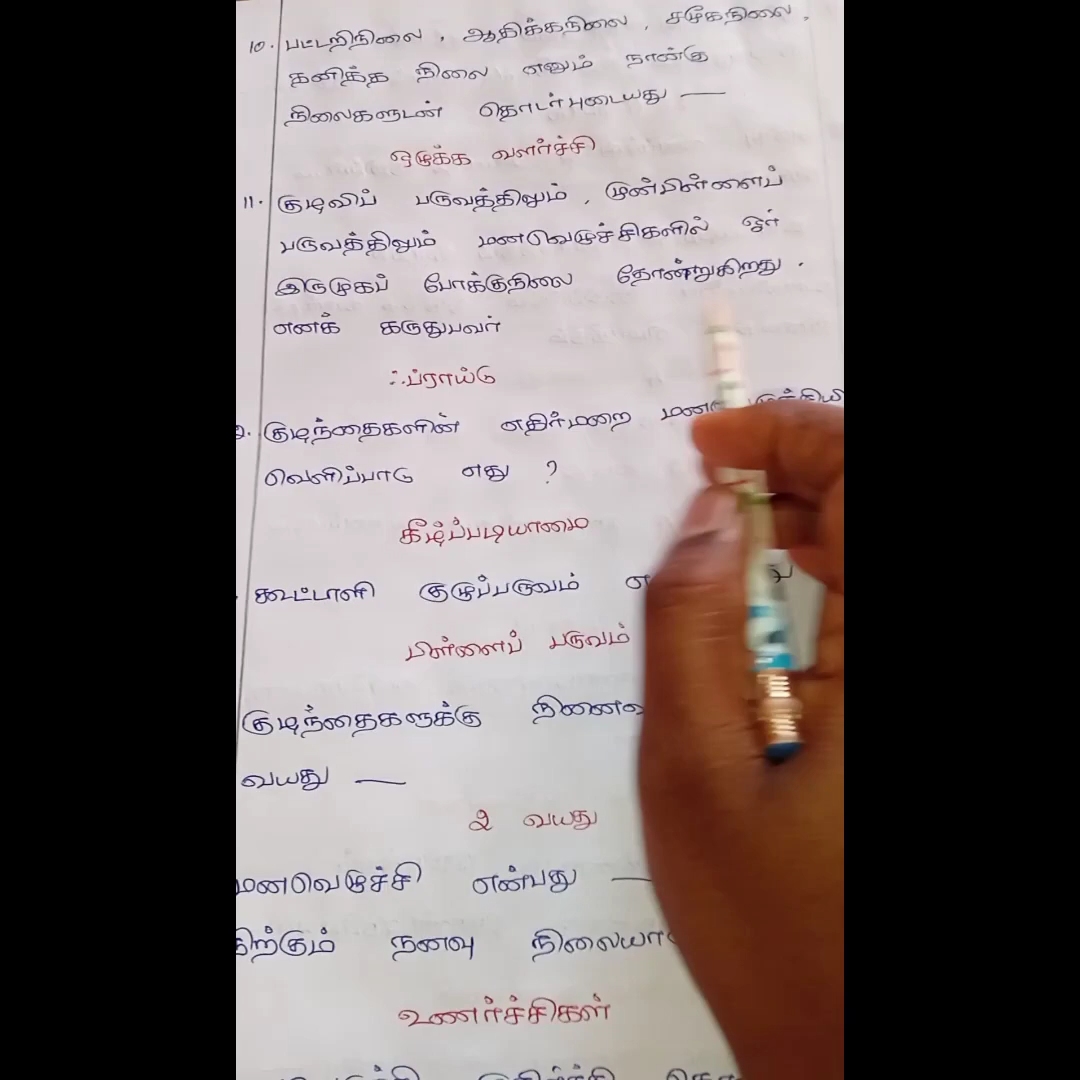 10. பட்டறிநிலை, ஆதிக்கநிலை, சமூகநிலை,
கனிந்த நிலை எனும் நான்கு
நிலைகளுடன் தொடர்புடையது —
ஒழுக்க வளர்ச்சி
11. குழவிப் பருவத்திலும், முன்பிள்ளைப்
பருவத்திலும் மனவெழுச்சிகளில் ஓர்
இருமுகப் போக்குநிலை தோன்றுகிறது.
எனக் கருதுபவர்
ஃப்ராய்டு
குழந்தைகளின் எதிர்மறை
வெளிப்பாடு எது ?
கீழ்ப்படியாமை
கூட்டாளி குழுப்பருவம்
பிள்ளைப் பருவம்
குழந்தைகளுக்கு
வயது —
2 வயது
மனவெழுச்சி என்பது —
நனவு
உணர்ச்சிகள்